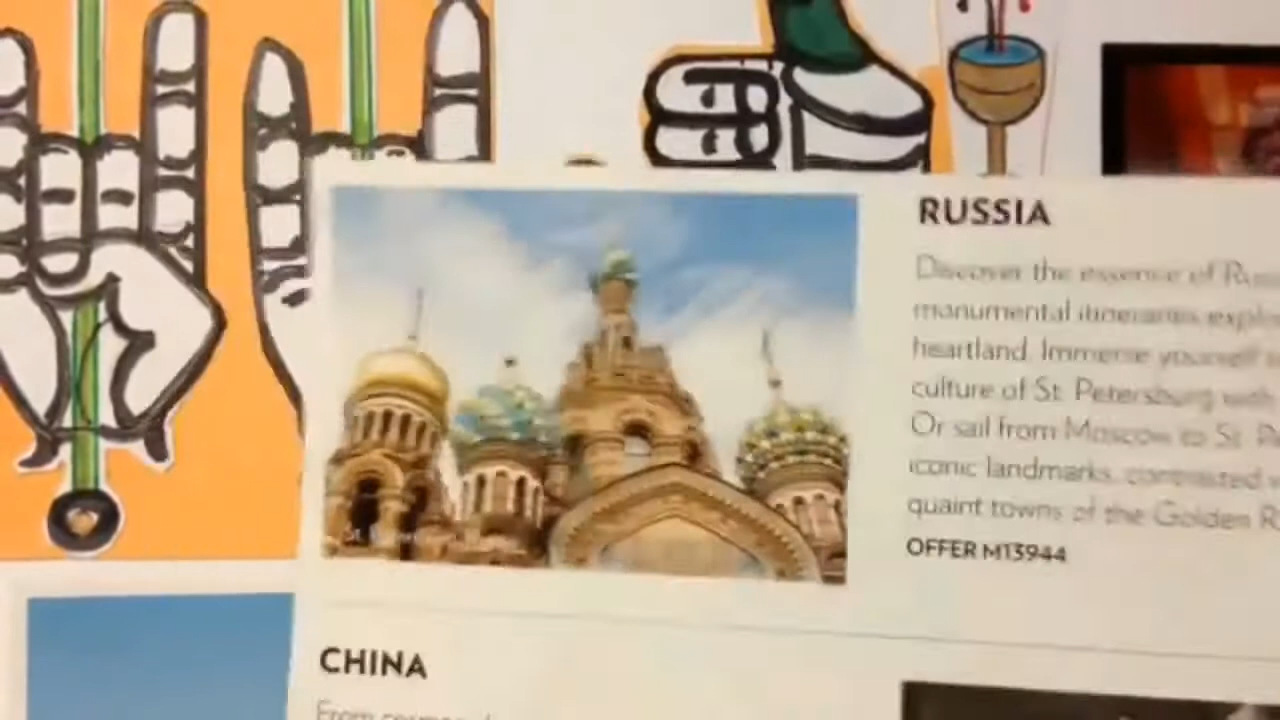 RUSSIA
Discover the essence of
monumental itineraries
heartland. Immerse yourself
culture of St. Petersburg with
Or sail from Moscow to St.
iconic landmarks, contrasted
quaint towns of the Golden
OFFER M13944
CHINA
From